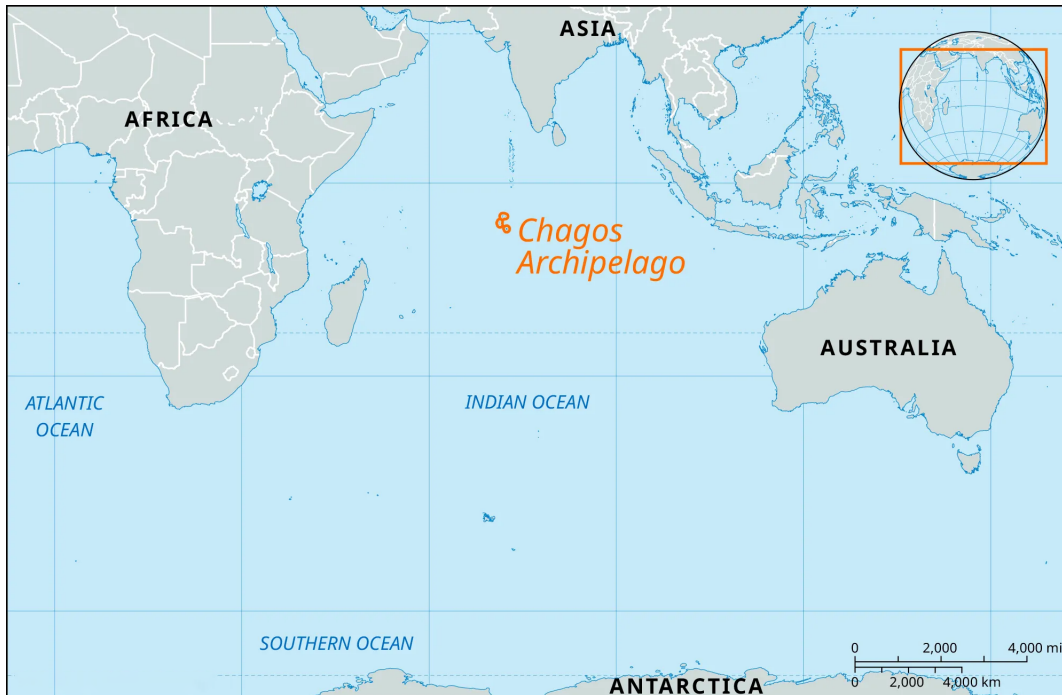 ASIA
AFRICA
Chagos
Archipelago
AUSTRALIA
ATLANTIC
OCEAN
INDIAN OCEAN
SOUTHERN OCEAN
0 2,000 4,000 mi
0 2,000 4,000 km
ANTARCTICA